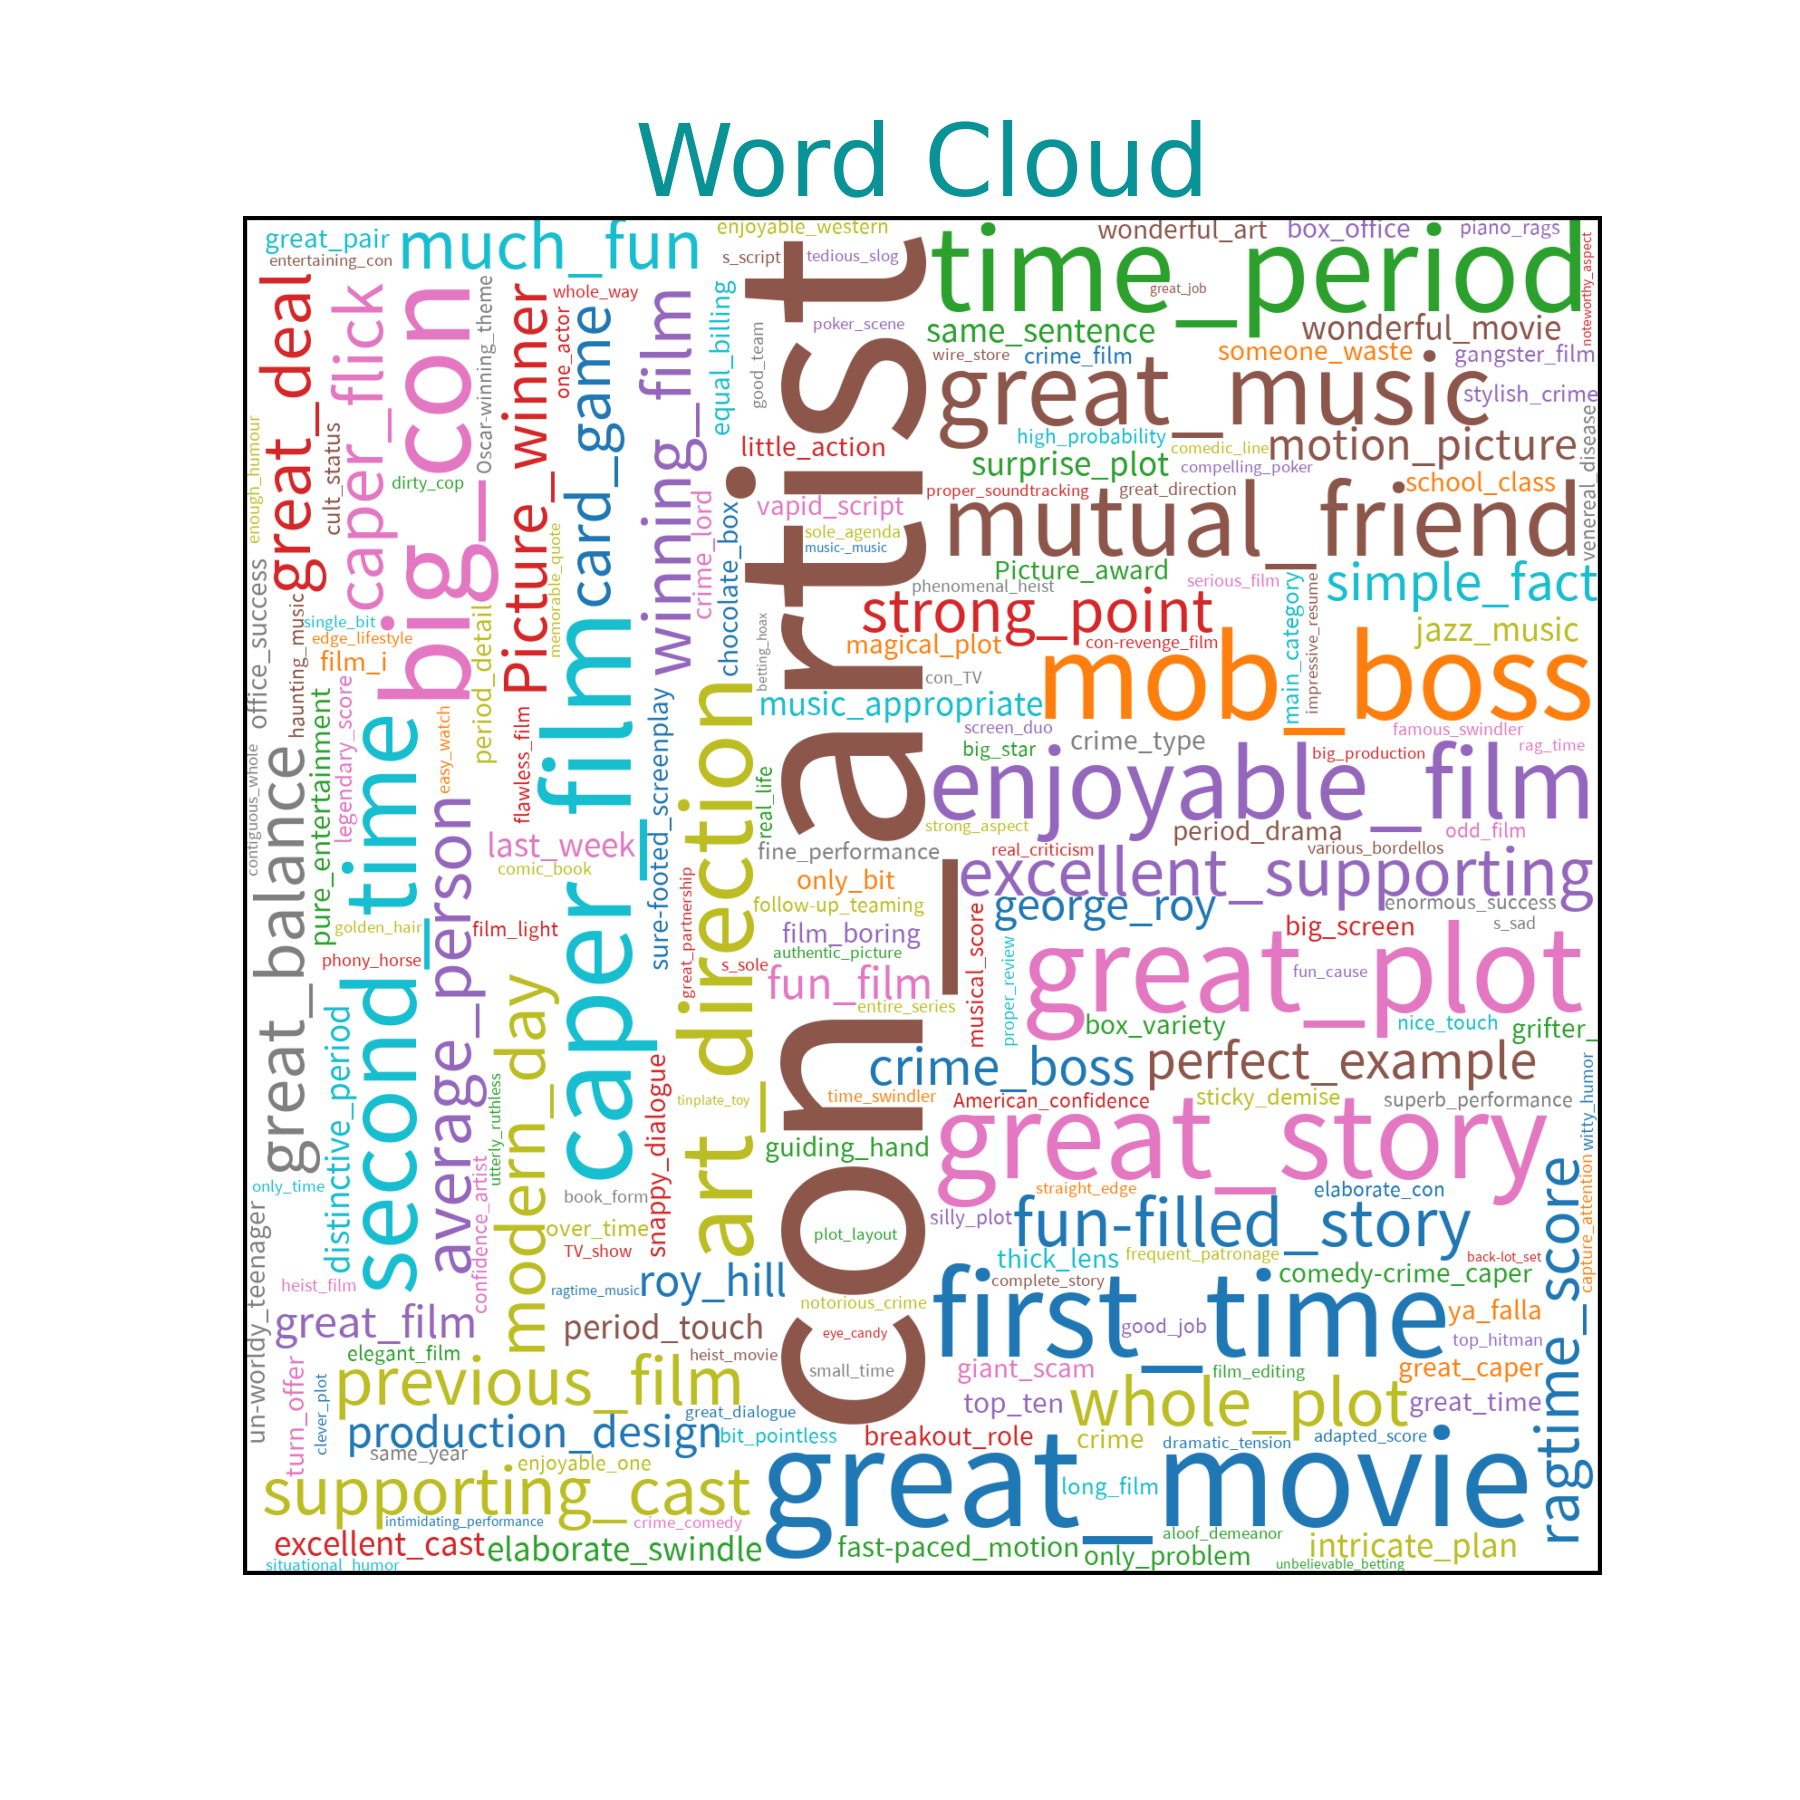 Word Cloud
great_pair
much_fun
enjoyable_western
time_period
wonderful_art
box_office
piano_rags
entertaining_con
s_script
tedious_slog
noteworthy_aspect
great_deal
caper_flick
big_con
Oscar-winning_theme
Picture_winner
whole_way
one_actor
card_game
winning_film
equal_billing
good_team
poker_scene
con_artist
great_job
same_sentence
wonderful_movie
wire_store
crime_film
someone_waste
gangster_film
great_music
stylish_crime
enough_humour
cult_status
dirty_cop
little_action
high_probability
comedic_line
motion_picture
venereal_disease
surprise_plot
compelling_poker
school_class
proper_soundtracking
great_direction
mutual_friend
crime_lord
chocolate_box
vapid_script
sole_agenda
music-_music
memorable_quote
office_success
haunting_music
single_bit
edge_lifestyle
film_i
period_detail
betting_hoax
Picture_award
phenomenal_heist
serious_film
main_category
impressive_resume
simple_fact
strong_point
magical_plot
con-revenge_film
jazz_music
mob_boss
con_TV
music_appropriate
screen_duo
famous_swindler
big_star
crime_type
big_production
rag_time
enjoyable_film
contiguous_whole
great_balance
pure_entertainment
legendary_score
second_time
easy_watch
average_person
flawless_film
caper_film
sure-footed_screenplay
art_direction
real_life
last_week
comic_book
strong_aspect
period_drama
odd_film
fine_performance
real_criticism
various_bordellos
only_bit
excellent_supporting
follow-up_teaming
george_roy
enormous_success
golden_hair
film_light
great_partnership
film_boring
musical_score
big_screen
s_sad
authentic_picture
proper_review
great_plot
phony_horse
s_sole
fun_film
fun_cause
entire_series
box_variety
nice_touch
grifter_
distinctive_period
modern_day
utterly_ruthless
snappy_dialogue
crime_boss
perfect_example
witty_humor
tinplate_toy
time_swindler
American_confidence
sticky_demise
superb_performance
great_story
guiding_hand
only_time
confidence_artist
book_form
straight_edge
elaborate_con
capture_attention
ragtime_score
un-worldy_teenager
over_time
TV_show
plot_layout
silly_plot
fun-filled_story
thick_lens
frequent_patronage
back-lot_set
heist_film
ragtime_music
roy_hill
complete_story
comedy-crime_caper
notorious_crime
first_time
ya_falla
great_film
period_touch
eye_candy
good_job
top_hitman
elegant_film
heist_movie
small_time
giant_scam
film_editing
great_caper
turn_offer
clever_plot
previous_film
top_ten
whole_plot
great_time
great_dialogue
production_design
bit_pointless
breakout_role
crime
dramatic_tension
adapted_score
same_year
enjoyable_one
great_movie
supporting_cast
long_film
intimidating_performance
crime_comedy
aloof_demeanor
excellent_cast
elaborate_swindle
fast-paced_motion
only_problem
intricate_plan
situational_humor
unbelievable_betting